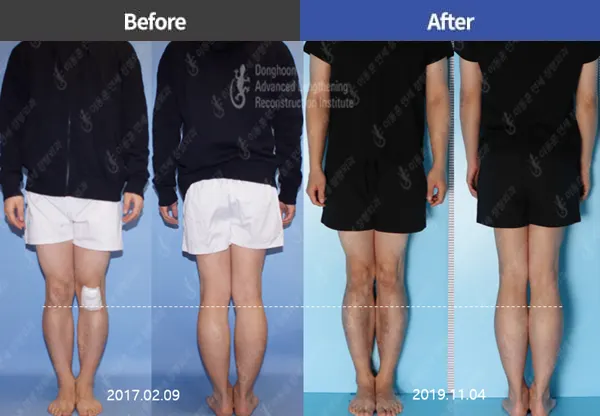 Before
After
Donghoon
Advanced Lengthening
Reconstruction Institute
2017.02.09
2019.11.04